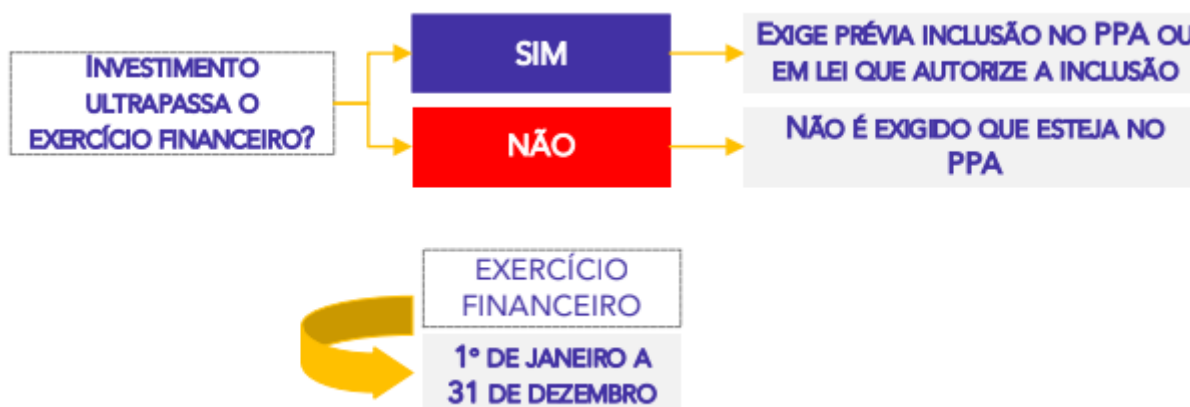 INVESTIMENTO
ULTRAPASSA O
EXERCÍCIO FINANCEIRO?
SIM
EXIGE PRÉVIA INCLUSÃO NO PPA OU
EM LEI QUE AUTORIZE A INCLUSÃO
NÃO
NÃO É EXIGIDO QUE ESTEJA NO
PPA
EXERCÍCIO
FINANCEIRO
1º DE JANEIRO A
31 DE DEZEMBRO